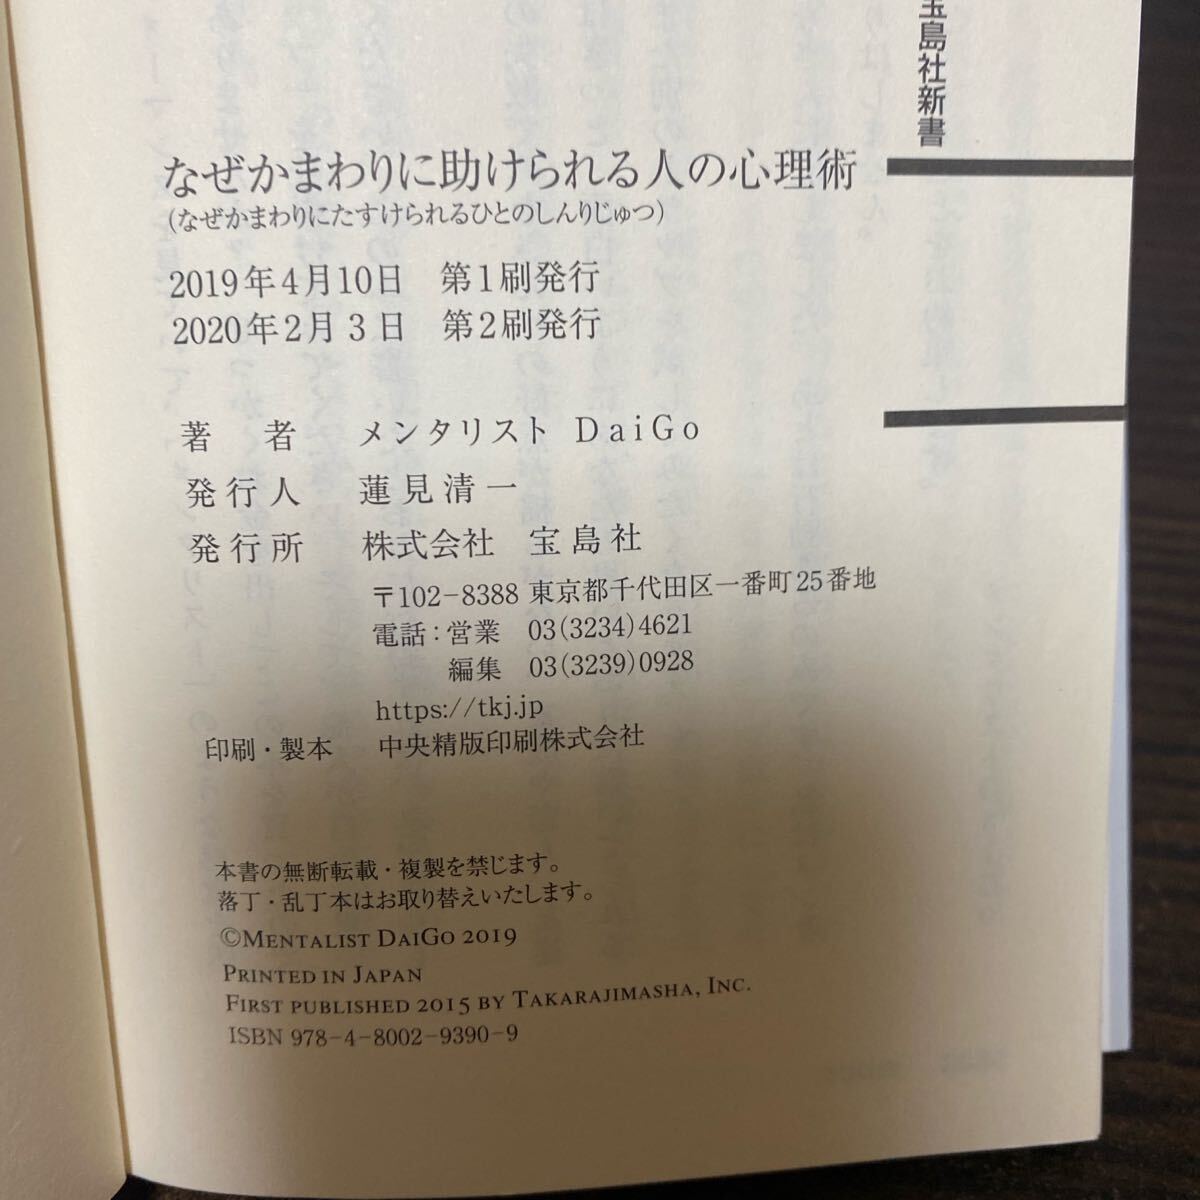 宝島社新書
なぜかまわりに助けられる人の心理術
(なぜかまわりにたすけられるひとのしんりじゅつ)
2019年4月10日 第1刷発行
2020年2月3日 第2刷発行
著 者 メンタリスト DaiGo
発行人 蓮見清一
発行所 株式会社 宝島社
〒102-8388 東京都千代田区一番町25番地
電話:営業 03(3234)4621
編集 03(3239)0928
https://tkj.jp
印刷・製本 中央精版印刷株式会社
本書の無断転載・複製を禁じます。
落丁・乱丁本はお取り替えいたします。
©MENTALIST DAIGO 2019
PRINTED IN JAPAN
FIRST PUBLISHED 2015 BY TAKARAJIMASHA, INC.
ISBN 978-4-8002-9390-9